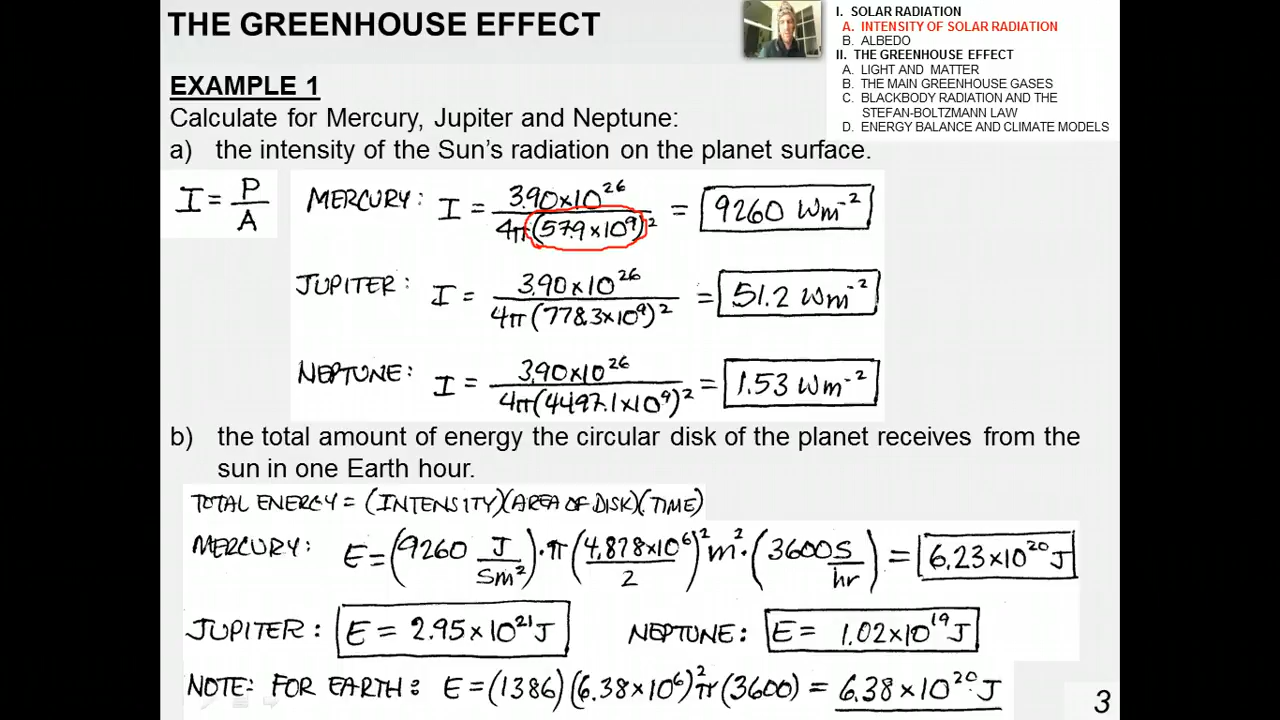 THE GREENHOUSE EFFECT
I. SOLAR RADIATION
A. INTENSITY OF SOLAR RADIATION
B. ALBEDO
II. THE GREENHOUSE EFFECT
A. LIGHT AND MATTER
B. THE MAIN GREENHOUSE GASES
C. BLACKBODY RADIATION AND THE
STEFAN-BOLTZMANN LAW
D. ENERGY BALANCE AND CLIMATE MODELS
EXAMPLE 1
Calculate for Mercury, Jupiter and Neptune:
a) the intensity of the Sun's radiation on the planet surface.
I = P/A
MERCURY: I = 3.90×10^26 / 4π(57.9×10^9)^2 = 9260 Wm^-2
JUPITER: I = 3.90×10^26 / 4π(778.3×10^9)^2 = 51.2 Wm^-2
NEPTUNE: I = 3.90×10^26 / 4π(4497.1×10^9)^2 = 1.53 Wm^-2
b) the total amount of energy the circular disk of the planet receives from the
sun in one Earth hour.
TOTAL ENERGY = (INTENSITY)(AREA OF DISK)(TIME)
MERCURY: E = (9260 J/sm^2)·π(4.878×10^6/2)^2 m^2·(3600 s/hr) = 6.23×10^20 J
JUPITER: E = 2.95×10^21 J NEPTUNE: E = 1.02×10^19 J
NOTE: FOR EARTH: E = (1386)(6.38×10^6)^2 π(3600) = 6.38×10^20 J
3